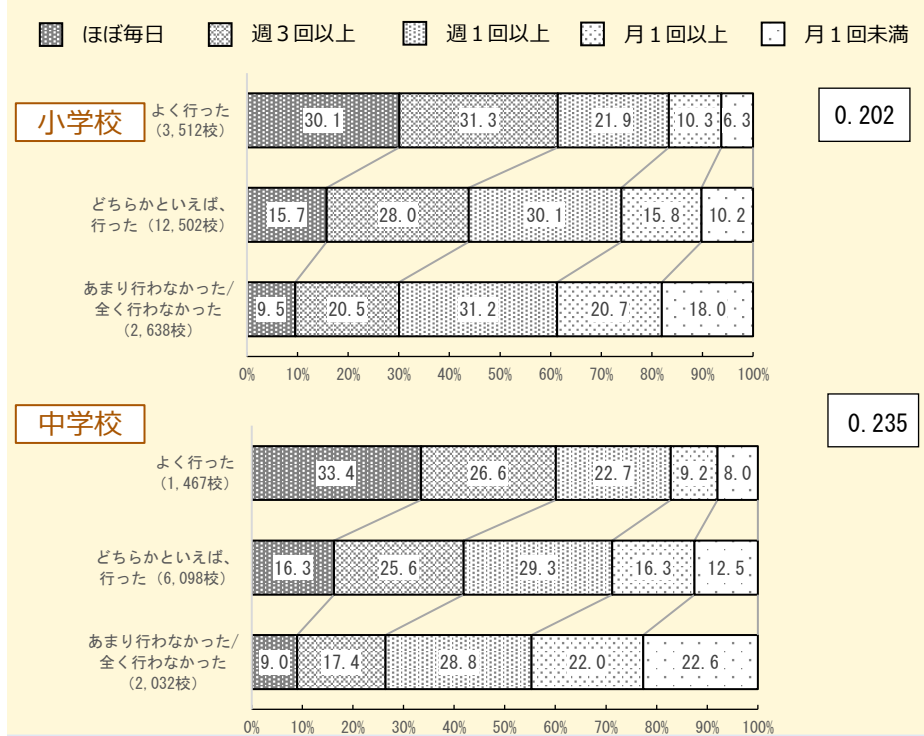 ほぼ毎日 週３回以上 週１回以上 月１回以上 月１回未満
小学校
0.202
よく行った
(3,512校)
30.1 31.3 21.9 10.3 6.3
どちらかといえば、
行った（12,502校）
15.7 28.0 30.1 15.8 10.2
あまり行わなかった/
全く行わなかった
(2,638校)
9.5 20.5 31.2 20.7 18.0
0% 10% 20% 30% 40% 50% 60% 70% 80% 90% 100%
中学校
0.235
よく行った
(1,467校)
33.4 26.6 22.7 9.2 8.0
どちらかといえば、
行った（6,098校）
16.3 25.6 29.3 16.3 12.5
あまり行わなかった/
全く行わなかった
(2,032校)
9.0 17.4 28.8 22.0 22.6
0% 10% 20% 30% 40% 50% 60% 70% 80% 90% 100%